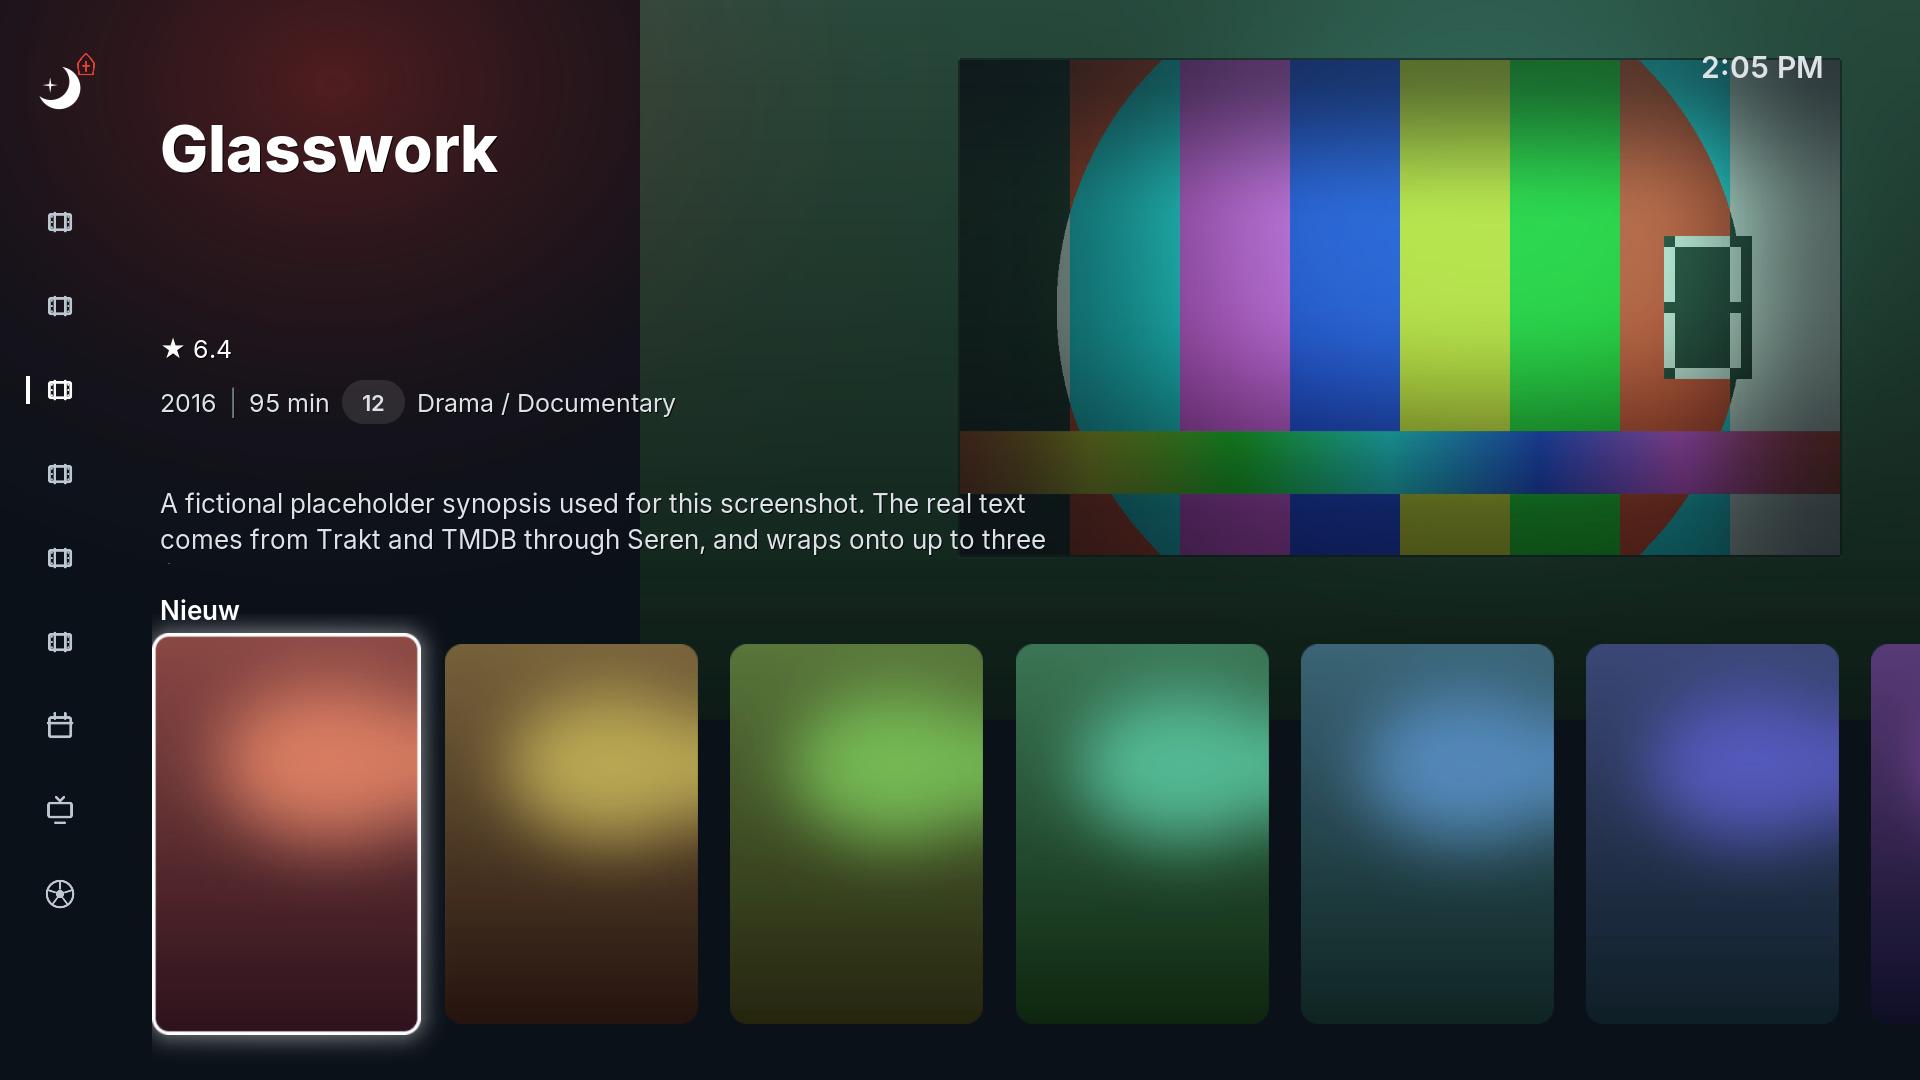 2:05 PM
Glasswork
★ 6.4
2016 | 95 min 12 Drama / Documentary
A fictional placeholder synopsis used for this screenshot. The real text
comes from Trakt and TMDB through Seren, and wraps onto up to three
Nieuw